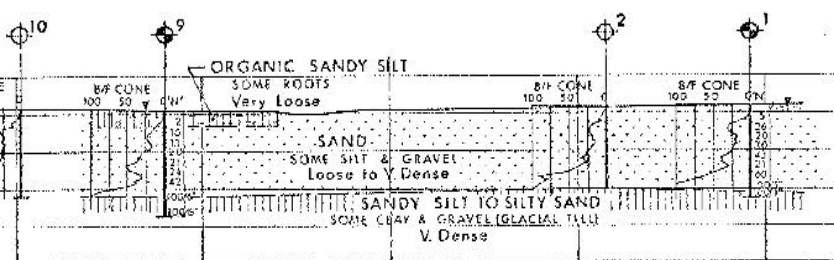 10 9 2 1
ORGANIC SANDY SILT
SOME ROOTS
Very Loose
B/F CONE
100 50 0 'N'
B/F CONE
100 50 0
B/F CONE
100 50 0 'N'
SAND
SOME SILT & GRAVEL
Loose to V. Dense
SANDY SILT TO SILTY SAND
SOME CLAY & GRAVEL (GLACIAL TILL)
V. Dense